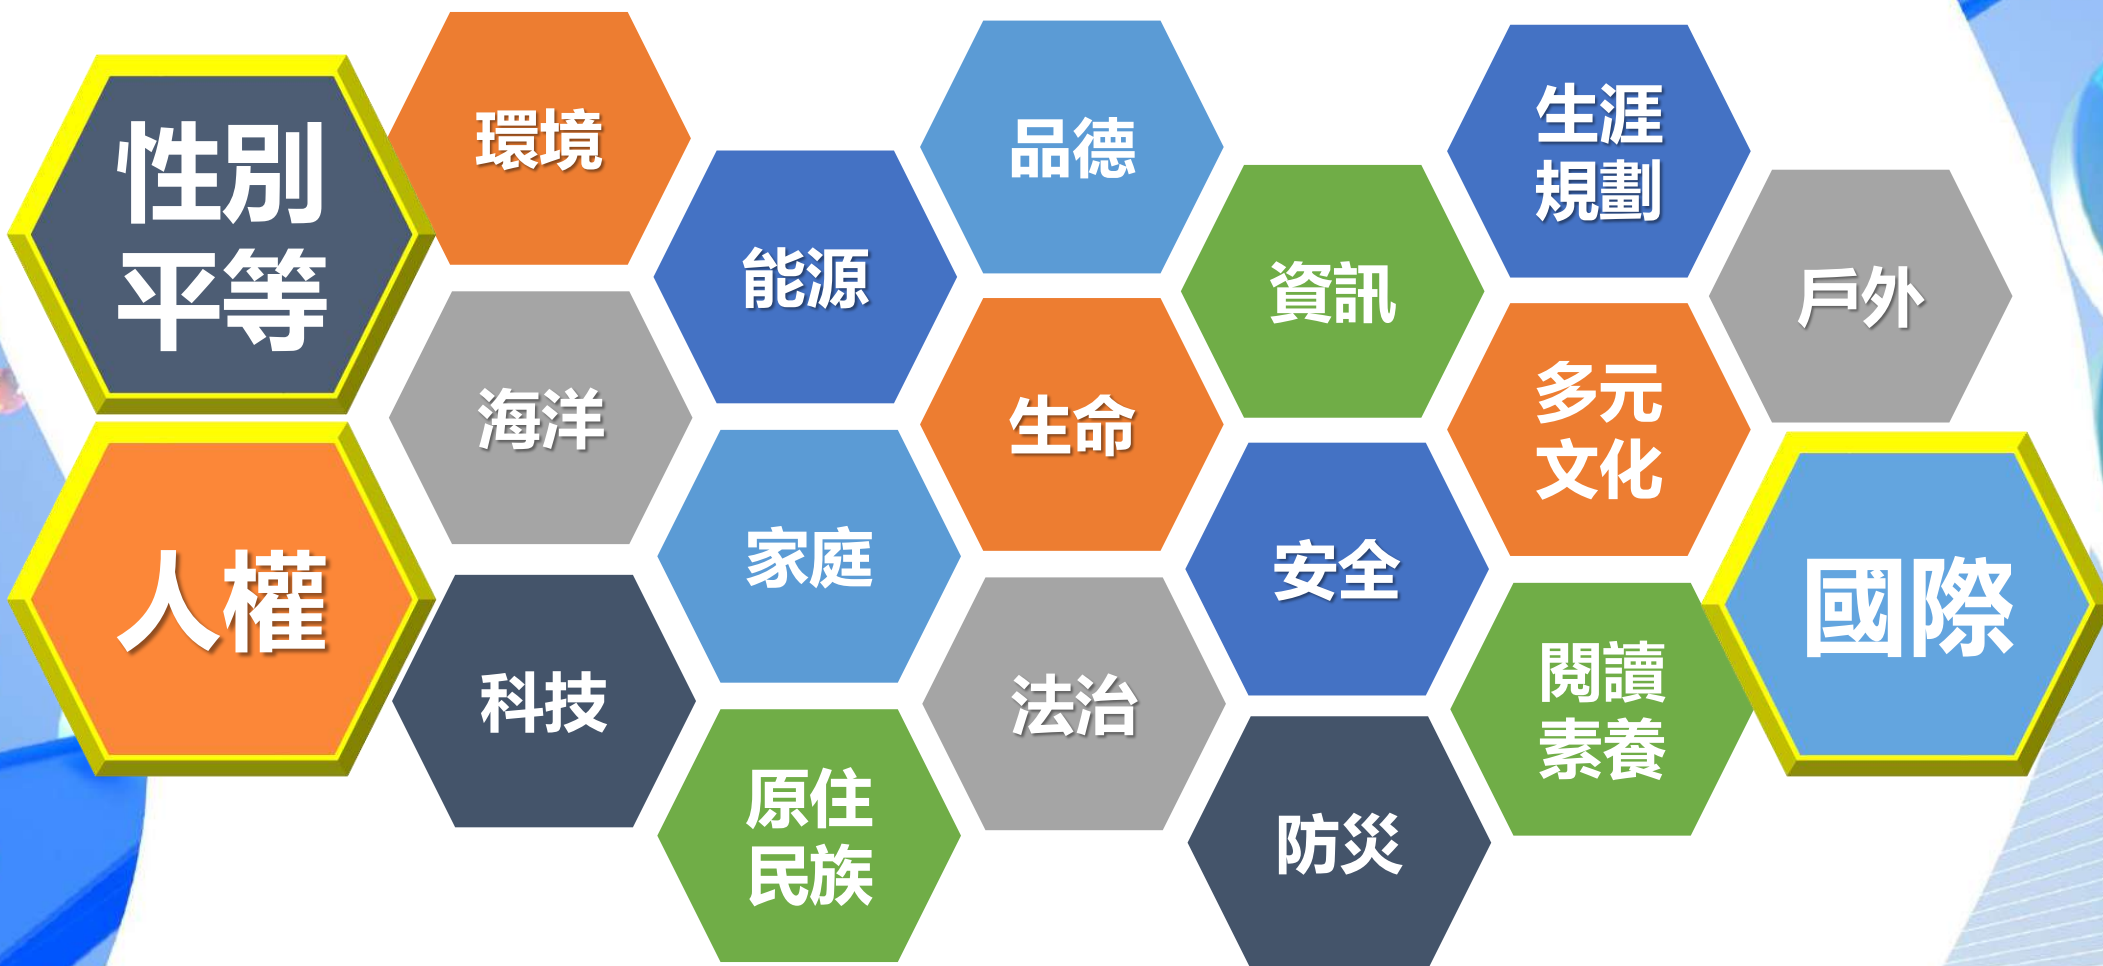 性別
平等
人權
環境
海洋
科技
能源
家庭
原住
民族
品德
生命
法治
資訊
安全
防災
生涯
規劃
多元
文化
閱讀
素養
戶外
國際